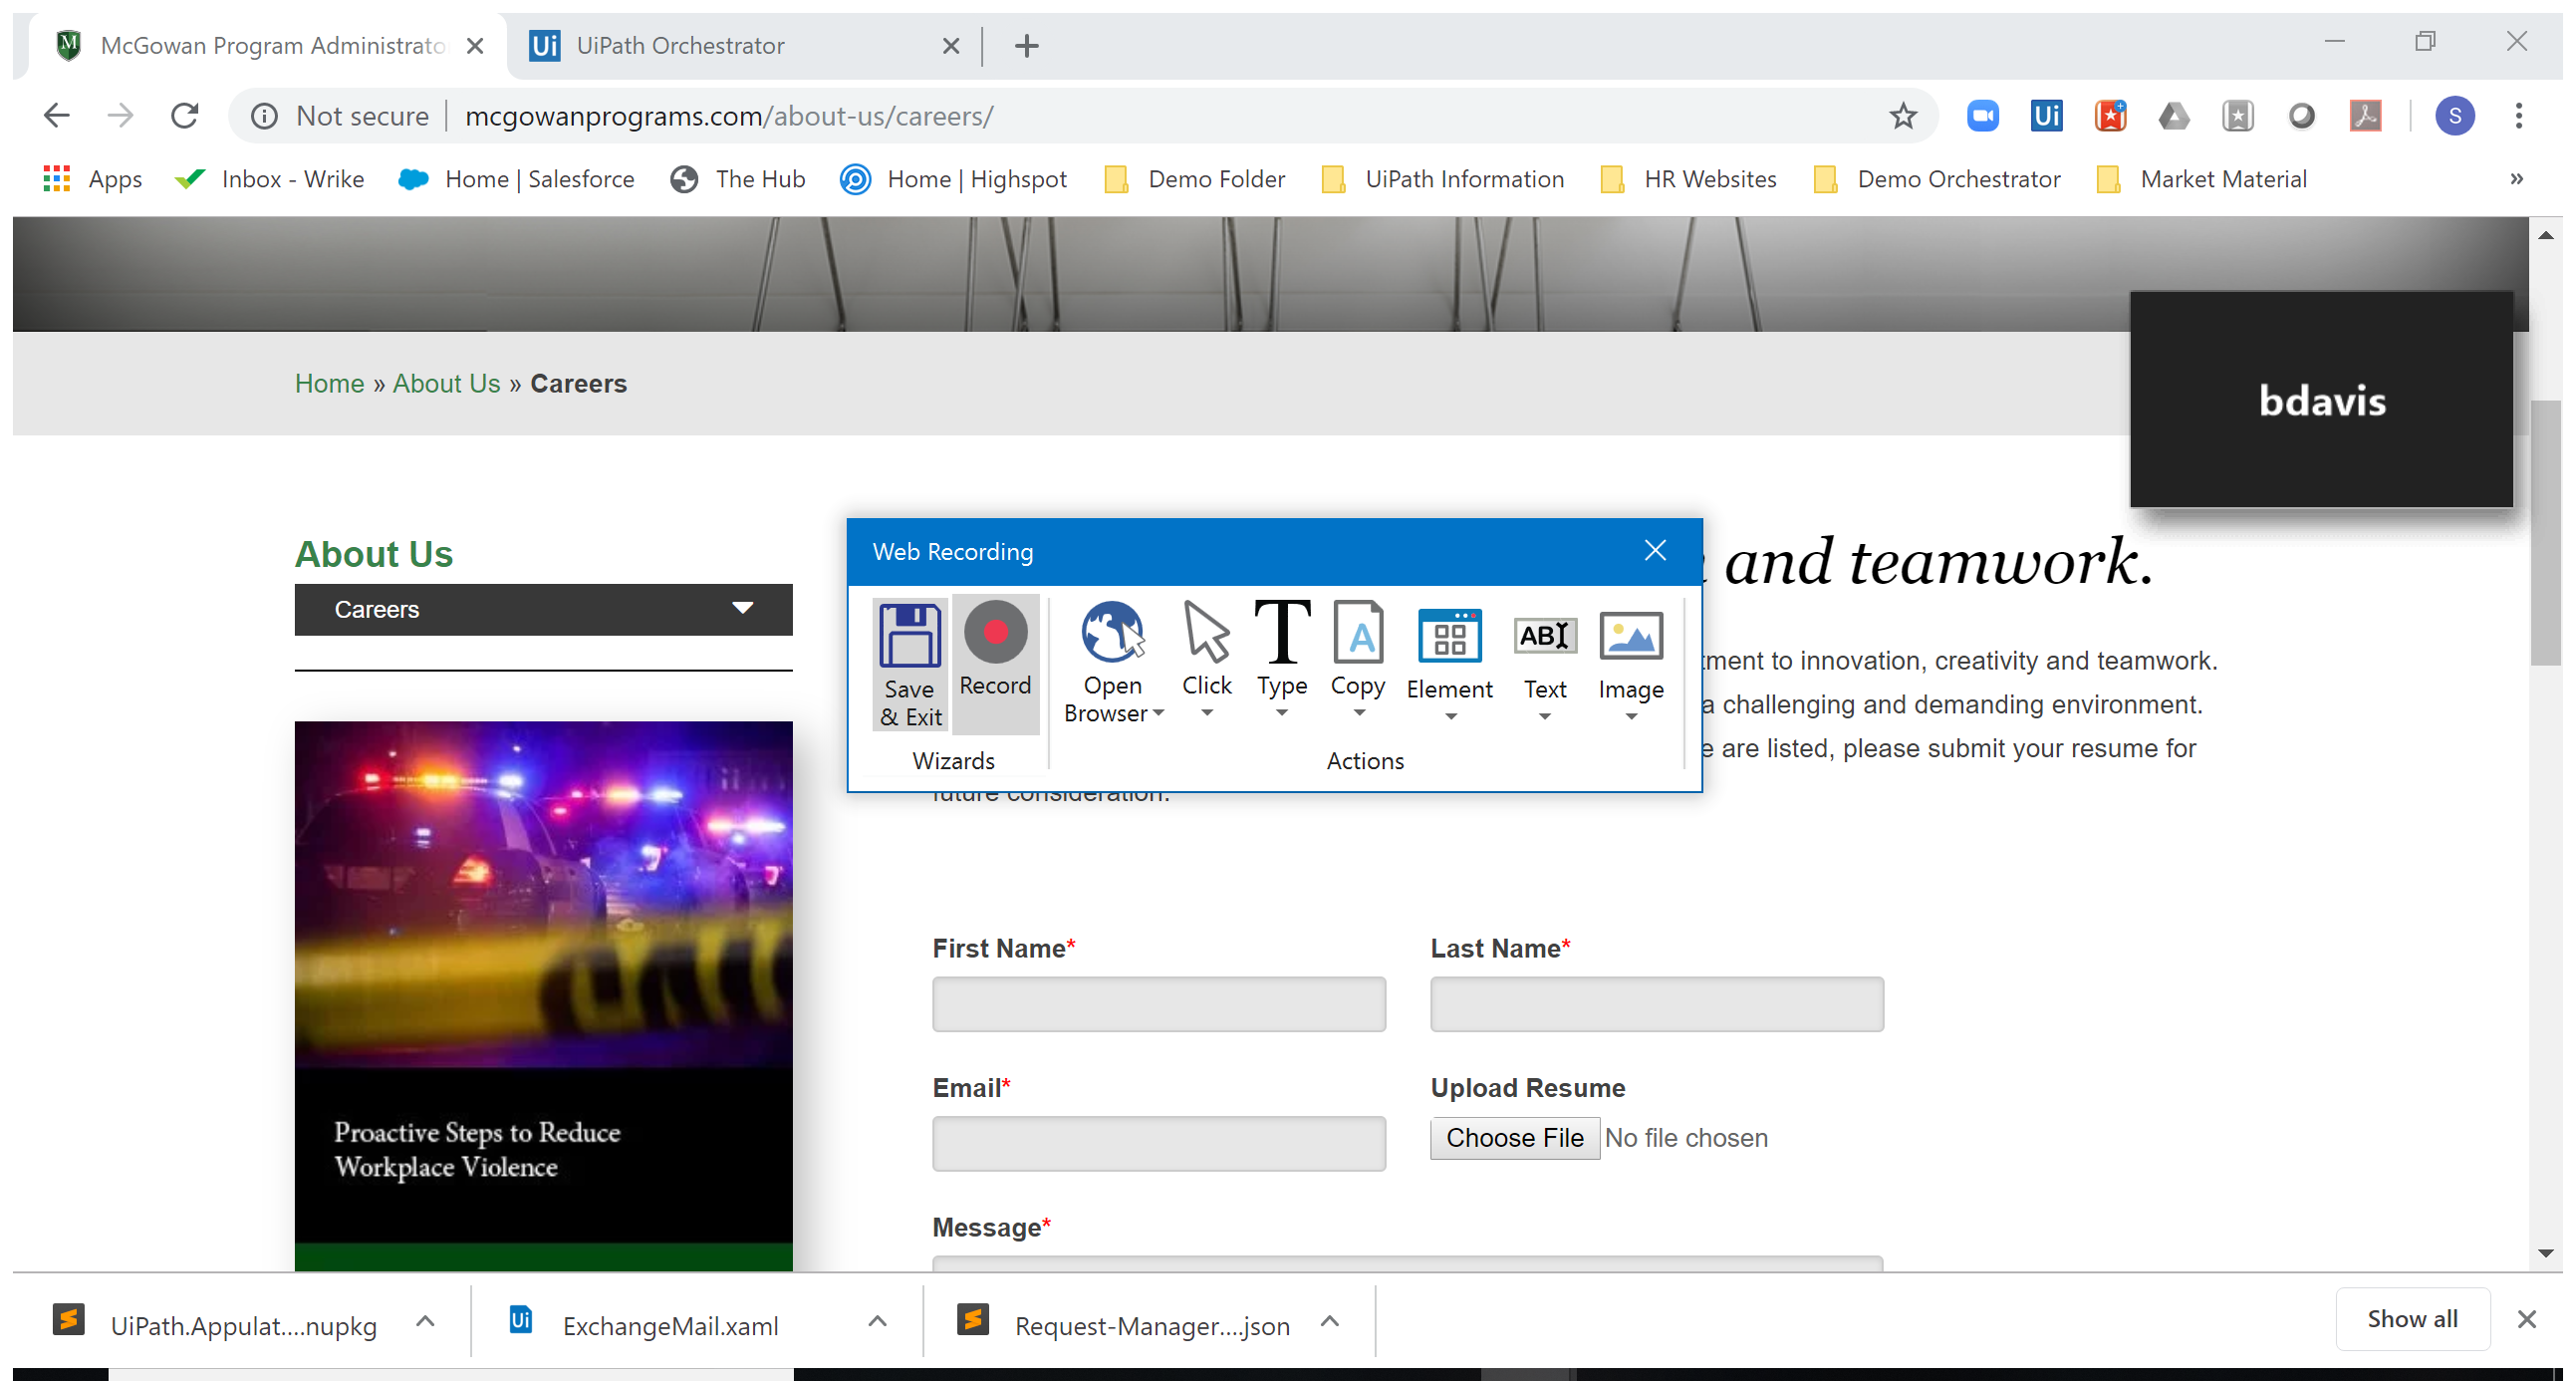 McGowan Program Administrato
UiPath Orchestrator
Not secure
mcgowanprograms.com/about-us/careers/
S
Apps
Inbox - Wrike
Home | Salesforce
The Hub
Home | Highspot
Demo Folder
UiPath Information
HR Websites
Demo Orchestrator
Market Material
»
Home » About Us » Careers
bdavis
About Us
Careers
and teamwork.
Web Recording
Save & Exit
Record
Open Browser
Click
Type
Copy
Element
Text
Image
Wizards
Actions
tment to innovation, creativity and teamwork.
a challenging and demanding environment.
e are listed, please submit your resume for
future consideration.
Proactive Steps to Reduce
Workplace Violence
First Name*
Last Name*
Email*
Upload Resume
Choose File No file chosen
Message*
UiPath.Appulat....nupkg
ExchangeMail.xaml
Request-Manager....json
Show all